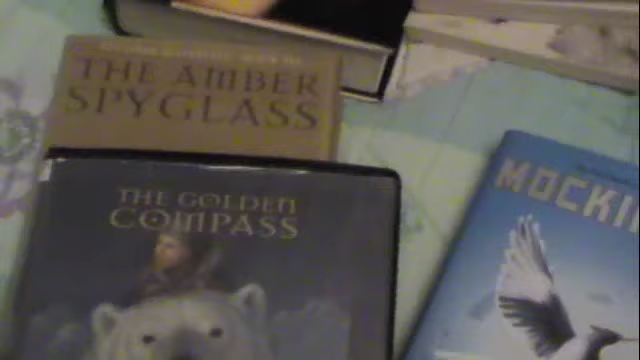 THE AMBER
SPYGLASS
THE GOLDEN
COMPASS
MOCKI